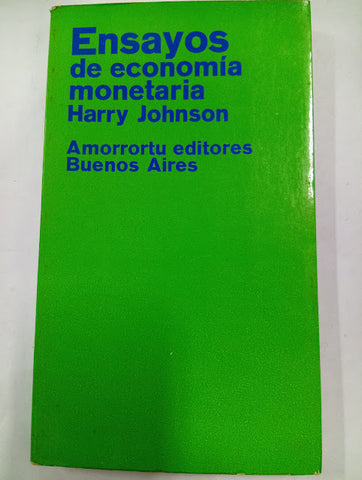 Ensayos
de economía
monetaria
Harry Johnson
Amorrortu editores
Buenos Aires